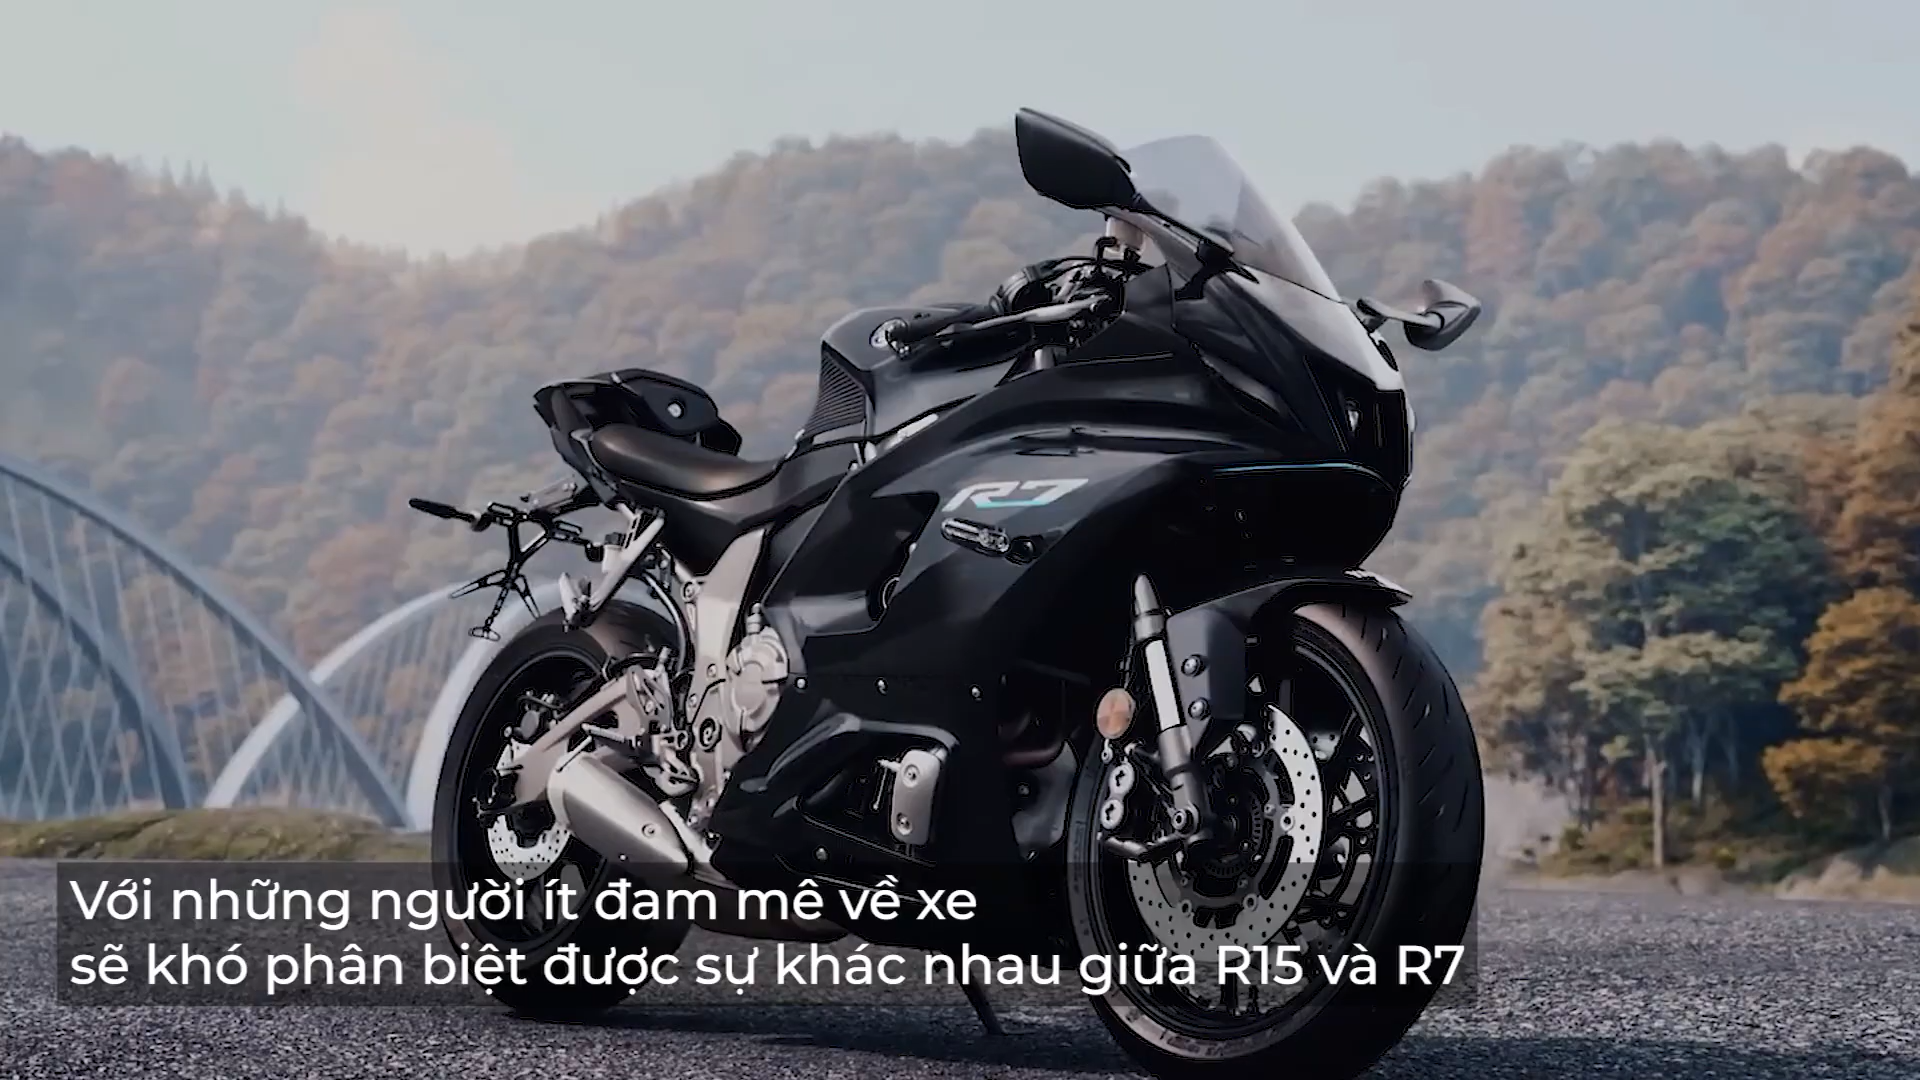 R7
Với những người ít đam mê về xe
sẽ khó phân biệt được sự khác nhau giữa R15 và R7